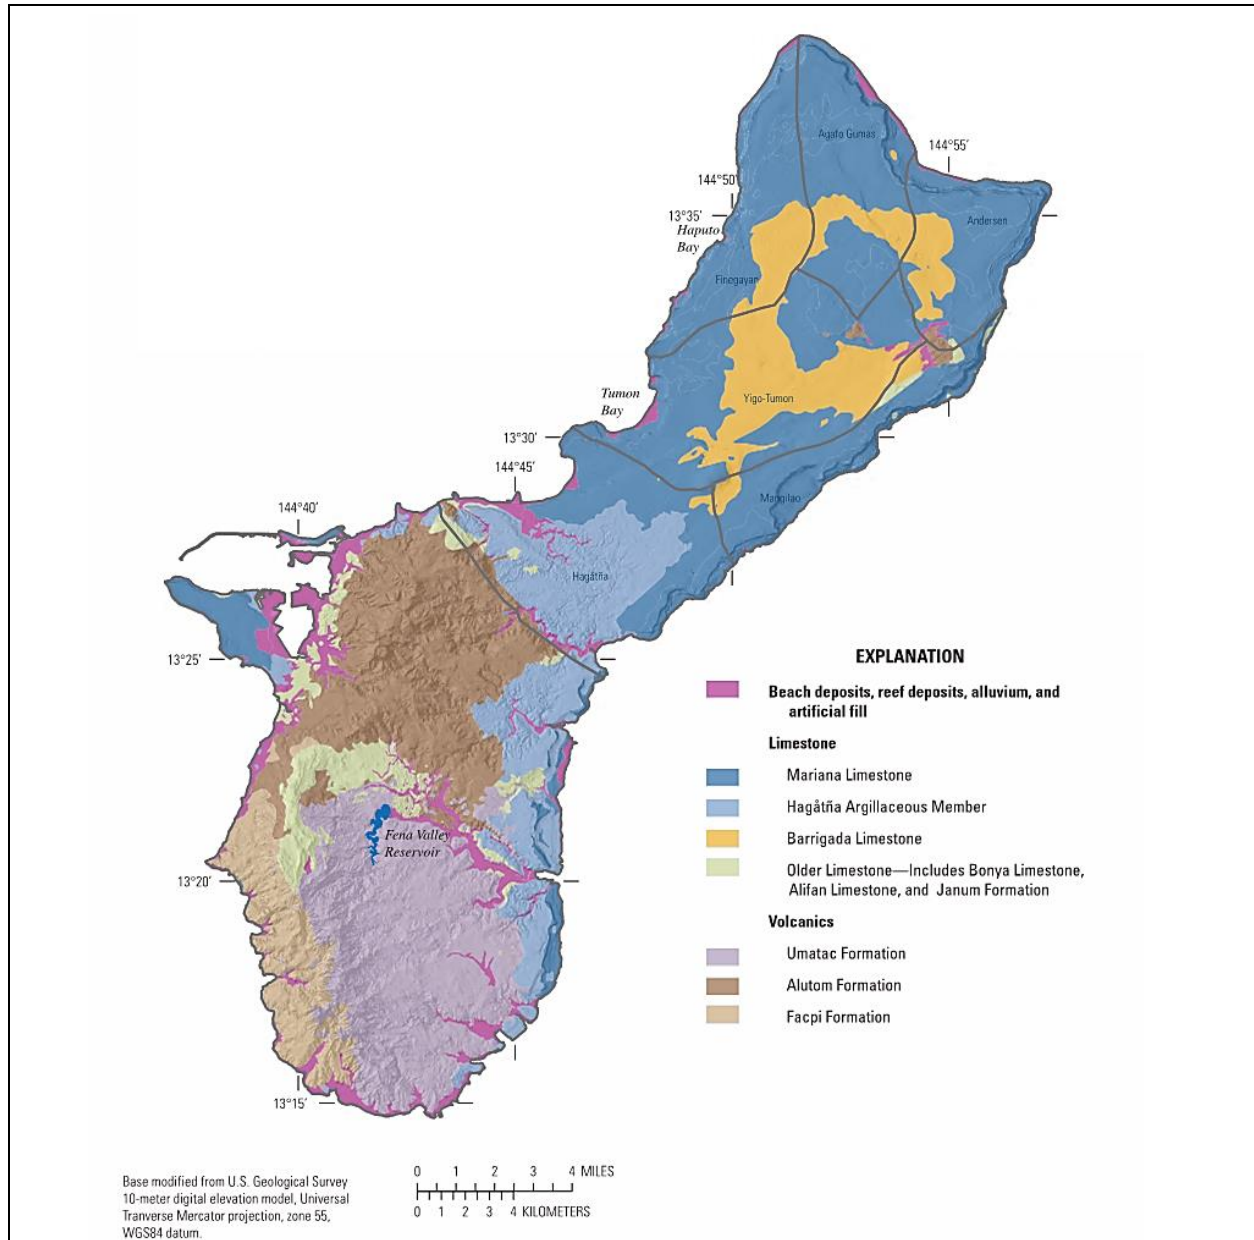 Agafa Gumas
144°55'
144°50'
13°35'
Haputo
Bay
Andersen
Finegayan
Tumon
Bay
Yigo-Tumon
13°30'
144°45'
Mangilao
144°40'
Hagåtña
13°25'
Fena Valley
Reservoir
13°20'
13°15'
EXPLANATION
Beach deposits, reef deposits, alluvium, and
artificial fill
Limestone
Mariana Limestone
Hagåtña Argillaceous Member
Barrigada Limestone
Older Limestone—Includes Bonya Limestone,
Alifan Limestone, and Janum Formation
Volcanics
Umatac Formation
Alutom Formation
Facpi Formation
0 1 2 3 4 MILES
0 1 2 3 4 KILOMETERS
Base modified from U.S. Geological Survey
10-meter digital elevation model, Universal
Tranverse Mercator projection, zone 55,
WGS84 datum.